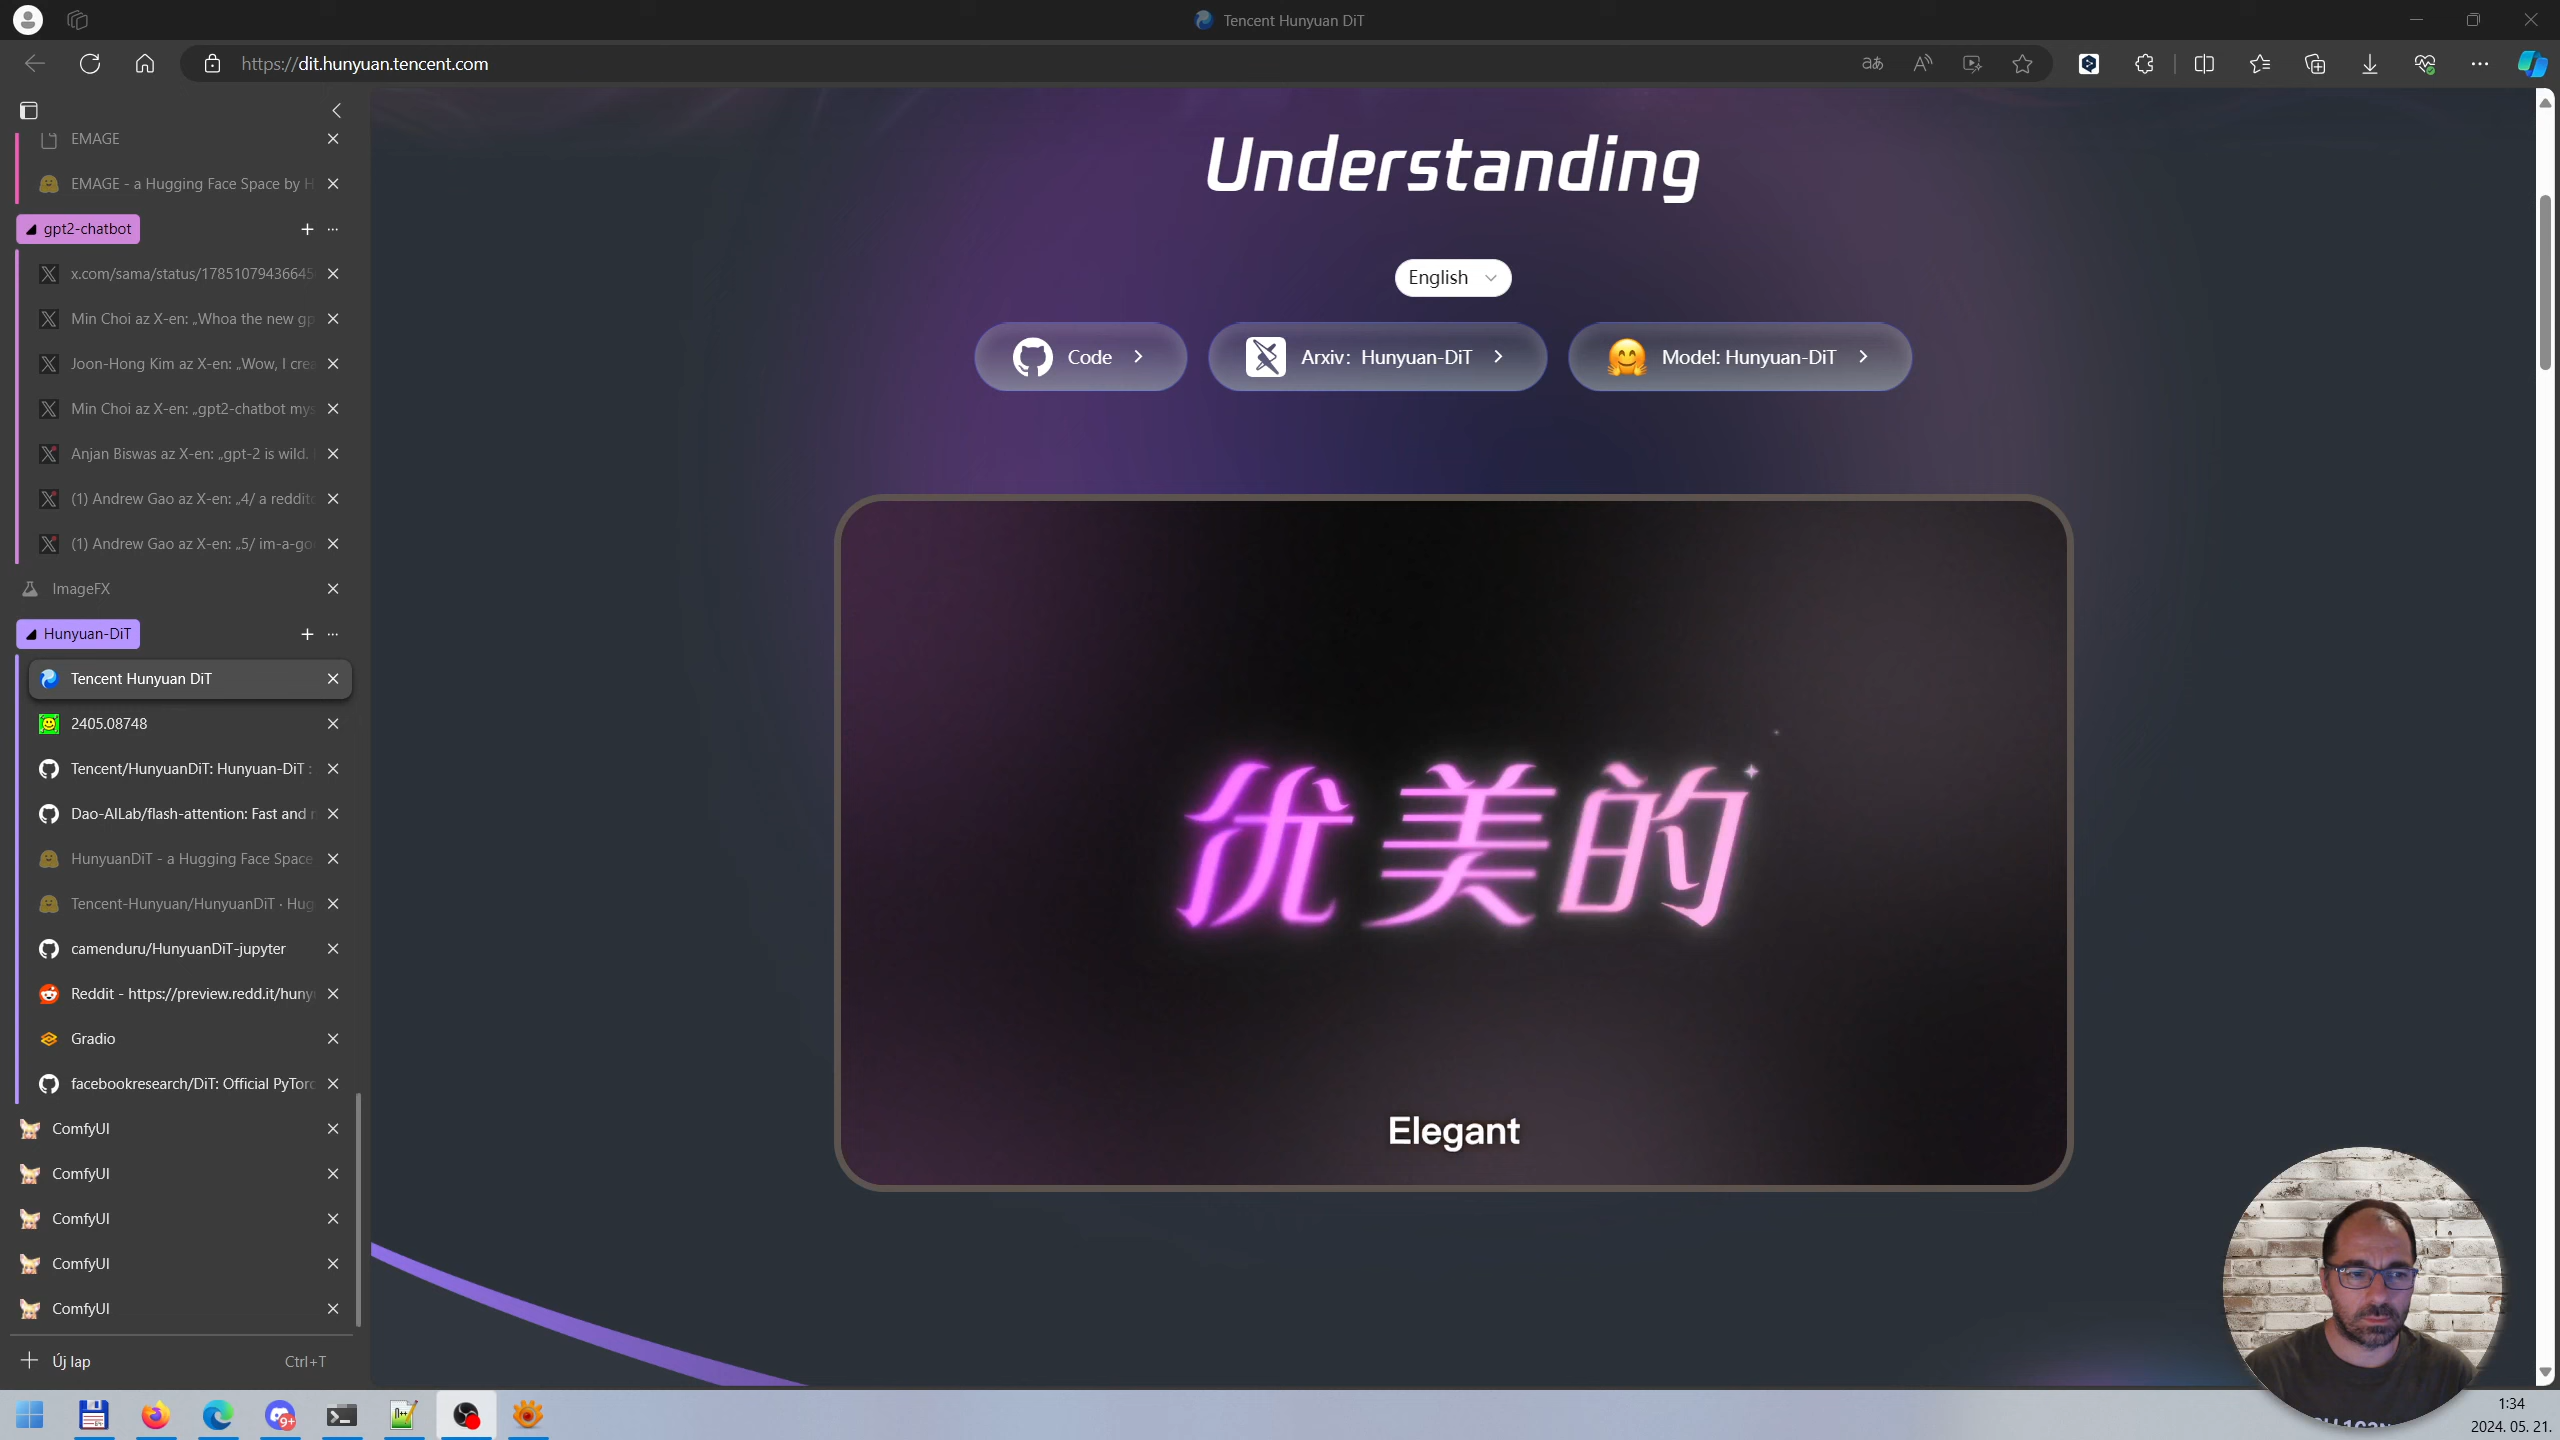 Tencent Hunyuan DiT
https://dit.hunyuan.tencent.com
EMAGE
EMAGE - a Hugging Face Space by H
gpt2-chatbot
x.com/sama/status/17851079436645
Min Choi az X-en: „Whoa the new gp
Joon-Hong Kim az X-en: „Wow, I crea
Min Choi az X-en: „gpt2-chatbot mys
Anjan Biswas az X-en: „gpt-2 is wild.
(1) Andrew Gao az X-en: „4/ a reddito
(1) Andrew Gao az X-en: „5/ im-a-go
ImageFX
Hunyuan-DiT
Tencent Hunyuan DiT
2405.08748
Tencent/HunyuanDiT: Hunyuan-DiT :
Dao-AILab/flash-attention: Fast and m
HunyuanDiT - a Hugging Face Space
Tencent-Hunyuan/HunyuanDiT · Hug
camenduru/HunyuanDiT-jupyter
Reddit - https://preview.redd.it/huny
Gradio
facebookresearch/DiT: Official PyTorc
ComfyUI
ComfyUI
ComfyUI
ComfyUI
ComfyUI
Új lap Ctrl+T
Understanding
English
Code
Arxiv: Hunyuan-DiT
Model: Hunyuan-DiT
优美的
Elegant
9+
1:34
2024. 05. 21.